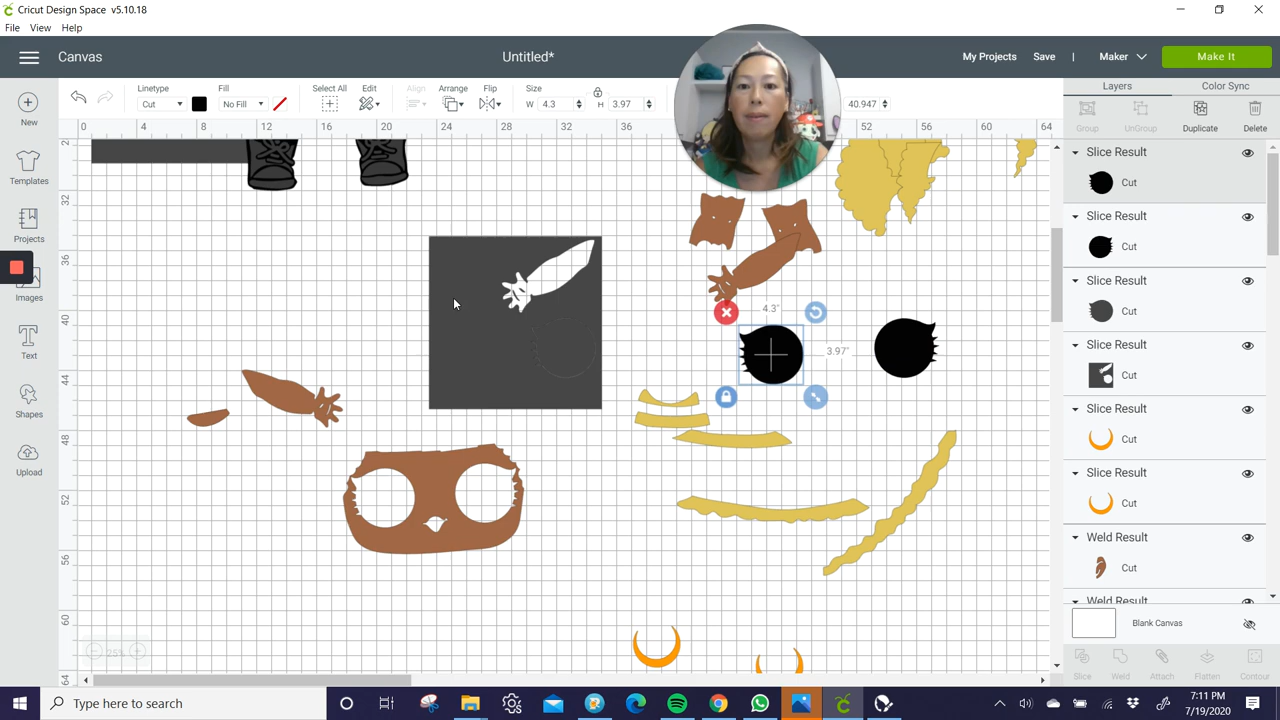 Cricut Design Space v5.10.18
File View Help
Canvas
Untitled*
My Projects Save | Maker Make It
New
Templates
Projects
Images
Text
Shapes
Upload
Linetype
Cut
Fill
No Fill
Select All
Edit
Align
Arrange
Flip
Size
W 4.3 H 3.97
40.947
0 4 8 12 16 20 24 28 32 36 52 56 60 64
32
36
40
44
48
52
56
60
64
4.3"
3.97"
25%
Layers Color Sync
Group UnGroup Duplicate Delete
Slice Result
Cut
Slice Result
Cut
Slice Result
Cut
Slice Result
Cut
Slice Result
Cut
Slice Result
Cut
Weld Result
Cut
Weld Result
Blank Canvas
Slice Weld Attach Flatten Contour
Type here to search
7:11 PM
7/19/2020